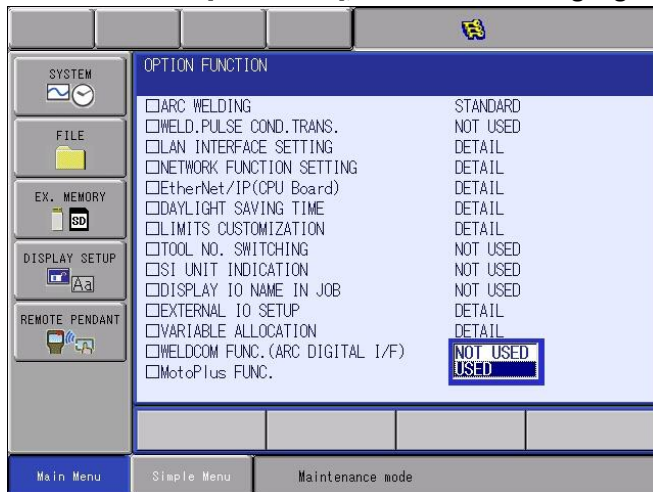 SYSTEM
FILE
EX. MEMORY
SD
DISPLAY SETUP
Aa
REMOTE PENDANT
OPTION FUNCTION
□ARC WELDING STANDARD
□WELD.PULSE COND.TRANS. NOT USED
□LAN INTERFACE SETTING DETAIL
□NETWORK FUNCTION SETTING DETAIL
□EtherNet/IP(CPU Board) DETAIL
□DAYLIGHT SAVING TIME DETAIL
□LIMITS CUSTOMIZATION DETAIL
□TOOL NO. SWITCHING NOT USED
□SI UNIT INDICATION NOT USED
□DISPLAY IO NAME IN JOB NOT USED
□EXTERNAL IO SETUP DETAIL
□VARIABLE ALLOCATION DETAIL
□WELDCOM FUNC.(ARC DIGITAL I/F) NOT USED
□MotoPlus FUNC. USED
Main Menu
Simple Menu
Maintenance mode